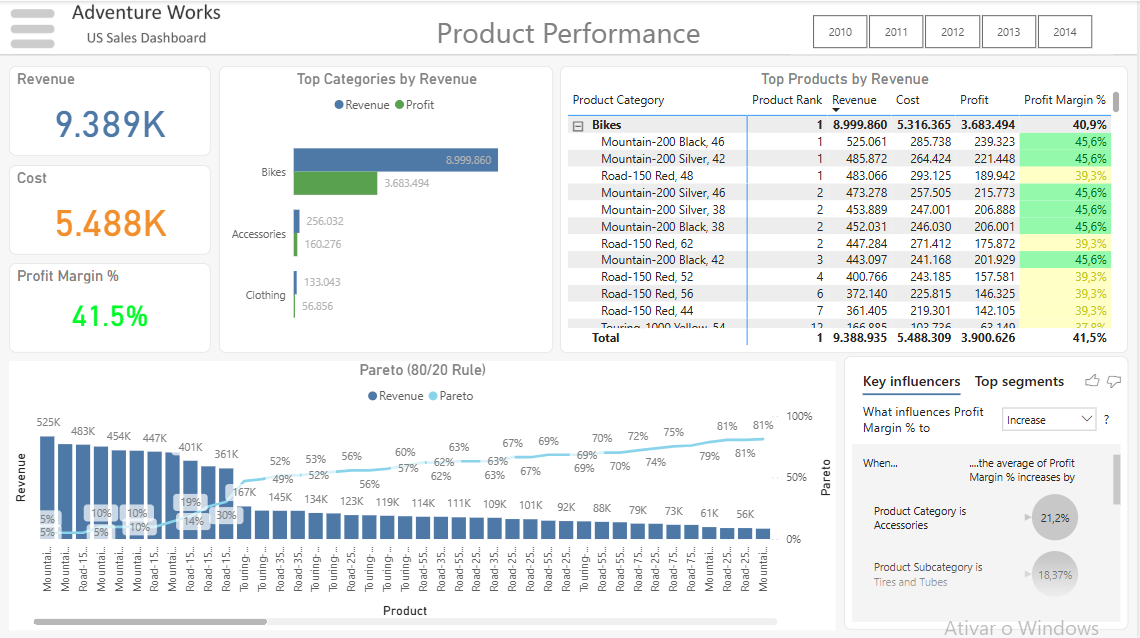 Adventure Works
US Sales Dashboard
Product Performance
2010 2011 2012 2013 2014
Revenue
9.389K
Cost
5.488K
Profit Margin %
41.5%
Top Categories by Revenue
Revenue Profit
Bikes
8.999.860
3.683.494
Accessories
256.032
160.276
Clothing
133.043
56.856
Top Products by Revenue
Product Category Product Rank Revenue Cost Profit Profit Margin %
Bikes 1 8.999.860 5.316.365 3.683.494 40,9%
Mountain-200 Black, 46 1 525.061 285.738 239.323 45,6%
Mountain-200 Silver, 42 1 485.872 264.424 221.448 45,6%
Road-150 Red, 48 1 483.066 293.125 189.942 39,3%
Mountain-200 Silver, 46 2 473.278 257.505 215.773 45,6%
Mountain-200 Silver, 38 2 453.889 247.001 206.888 45,6%
Mountain-200 Black, 38 2 452.031 246.030 206.001 45,6%
Road-150 Red, 62 2 447.284 271.412 175.872 39,3%
Mountain-200 Black, 42 3 443.097 241.168 201.929 45,6%
Road-150 Red, 52 4 400.766 243.185 157.581 39,3%
Road-150 Red, 56 6 372.140 225.815 146.325 39,3%
Road-150 Red, 44 7 361.405 219.301 142.105 39,3%
Touring-1000 Yellow, 54 12 166.885 103.736 63.149 37,8%
Total 1 9.388.935 5.488.309 3.900.626 41,5%
Pareto (80/20 Rule)
Revenue Pareto
Revenue
525K 483K 454K 447K 401K 361K 167K 145K 134K 123K 119K 114K 111K 109K 101K 92K 88K 79K 73K 61K 56K
5% 5% 10% 5% 10% 10% 19% 14% 30% 49% 52% 53% 52% 56% 56% 60% 57% 62% 62% 63% 63% 63% 67% 67% 69% 69% 69% 70% 70% 72% 74% 75% 79% 81% 81% 81%
100%
50%
0%
Pareto
Mountai... Mountai... Road-15... Mountai... Mountai... Mountai... Road-15... Mountai... Road-15... Road-15... Road-15... Touring-... Touring-... Road-35... Road-35... Touring-... Touring-... Road-25... Touring-... Touring-... Touring-... Road-55... Road-55... Road-25... Road-25... Road-35... Road-25... Road-55... Road-25... Road-25... Touring-... Road-55... Road-55... Road-75... Road-25... Road-75... Road-75... Mountai... Road-25... Road-25... Mountai...
Product
Key influencers Top segments
What influences Profit
Margin % to
Increase
?
When...
....the average of Profit
Margin % increases by
Product Category is
Accessories
21,2%
Product Subcategory is
Tires and Tubes
18,37%
Ativar o Windows